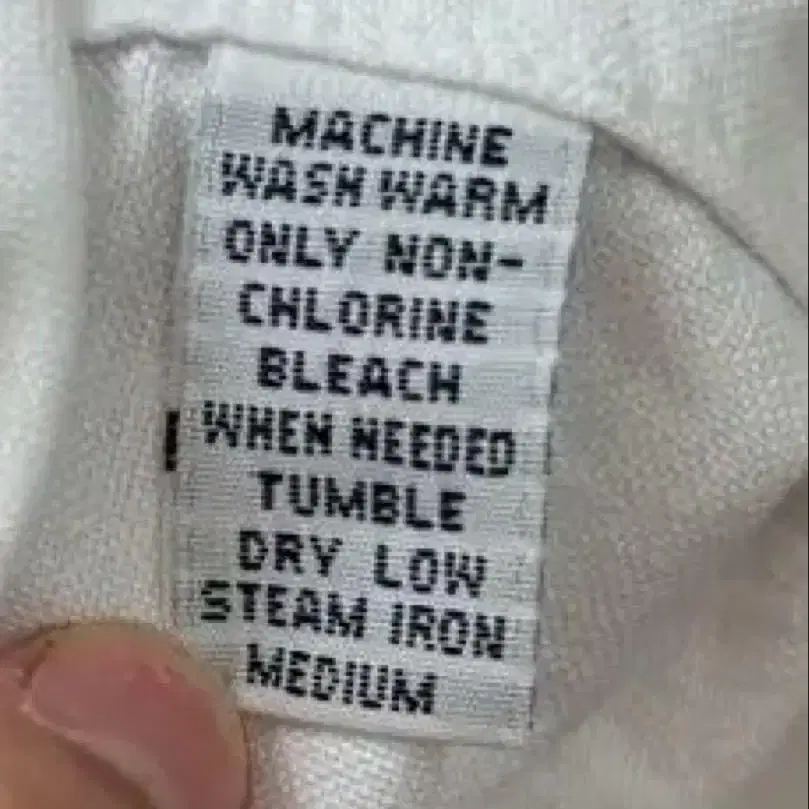 MACHINE
WASH WARM
ONLY NON-
CHLORINE
BLEACH
WHEN NEEDED
TUMBLE
DRY LOW
STEAM IRON
MEDIUM